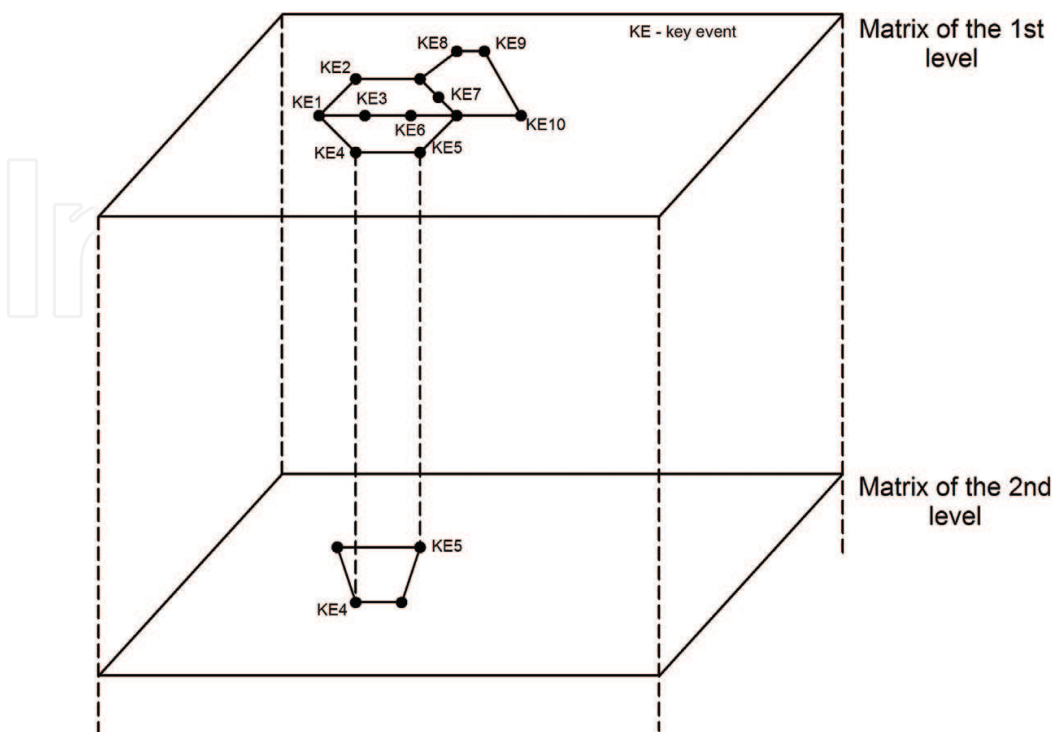 KE - key event
Matrix of the 1st
level
KE8
KE9
KE2
KE7
KE1
KE3
KE6
KE10
KE4
KE5
Matrix of the 2nd
level
KE5
KE4
In